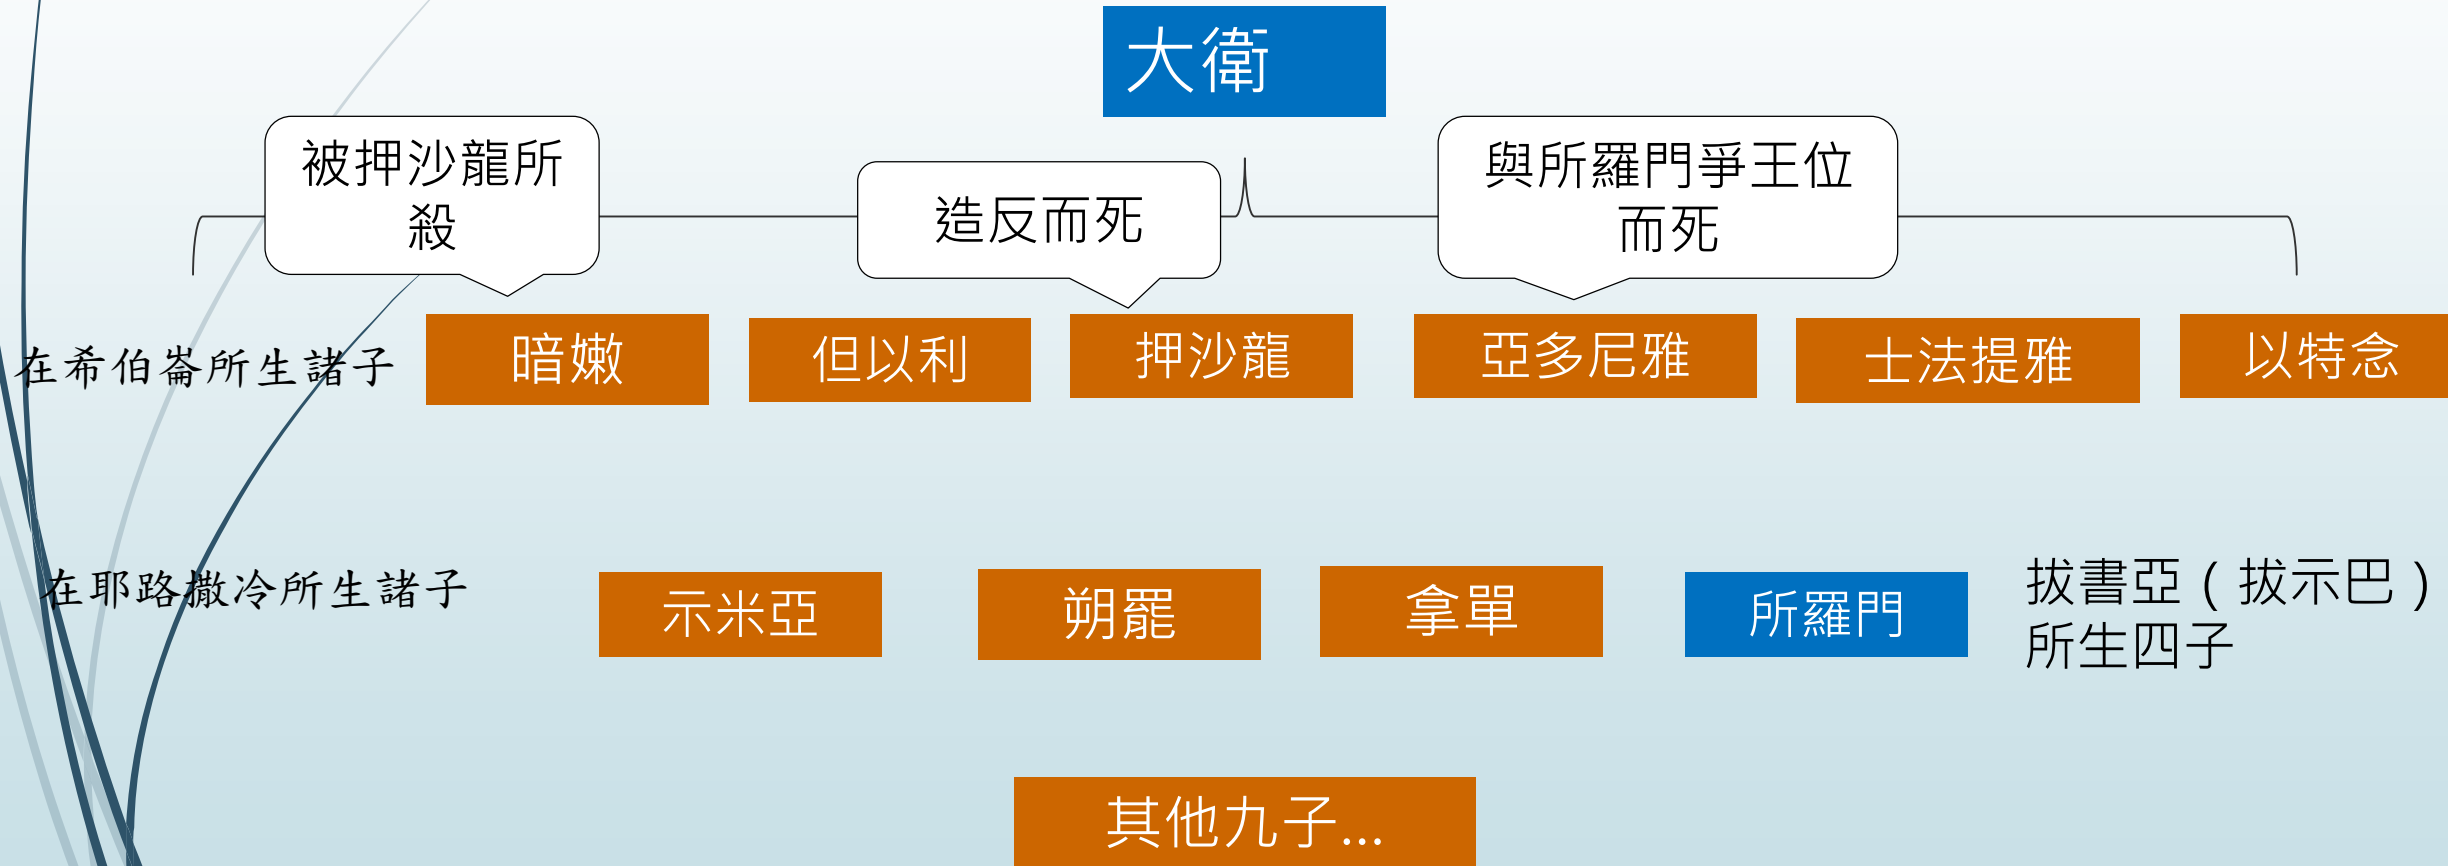 大衛
被押沙龍所
殺
造反而死
與所羅門爭王位
而死
在希伯崙所生諸子
暗嫩
但以利
押沙龍
亞多尼雅
士法提雅
以特念
在耶路撒冷所生諸子
示米亞
朔罷
拿單
所羅門
拔書亞(拔示巴)
所生四子
其他九子...